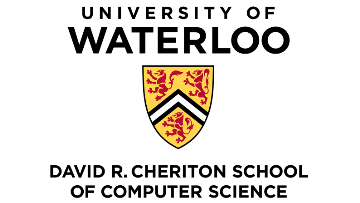 UNIVERSITY OF
WATERLOO
DAVID R. CHERITON SCHOOL
OF COMPUTER SCIENCE